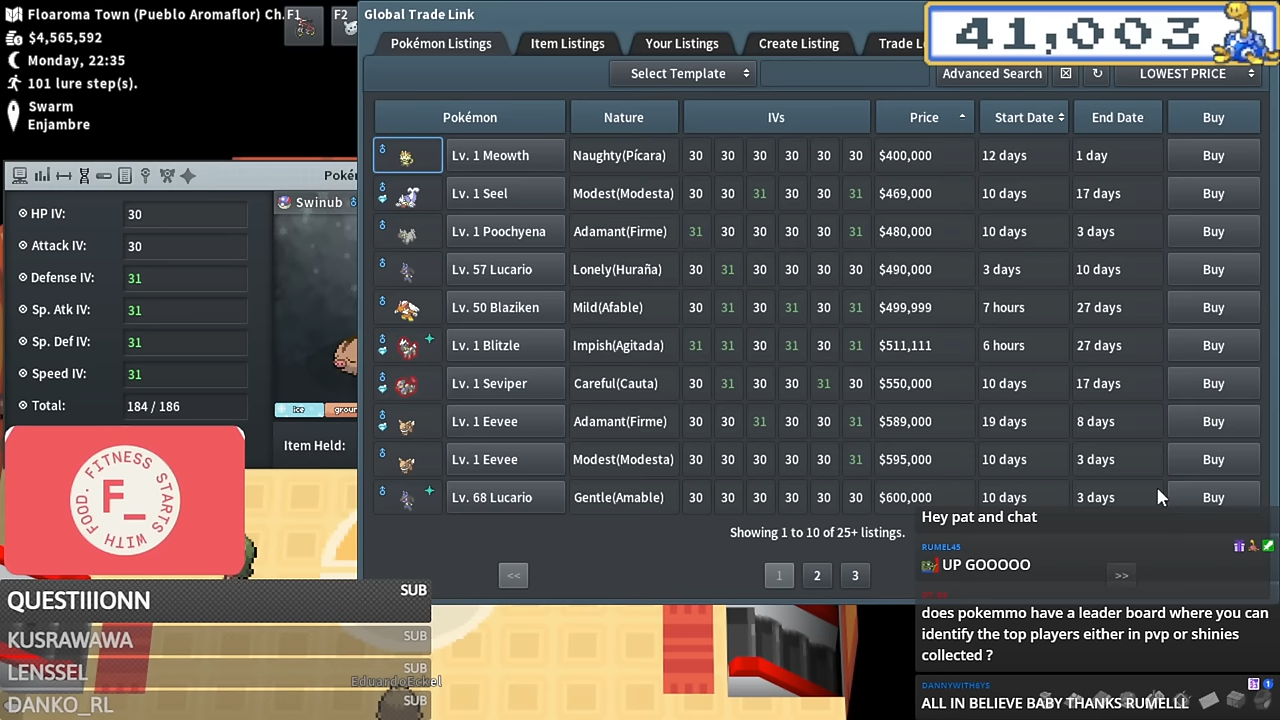 Floaroma Town (Pueblo Aromaflor) Ch.
$4,565,592
Monday, 22:35
101 lure step(s).
Swarm
Enjambre
F1
F2
Global Trade Link
41,003
Pokémon Listings
Item Listings
Your Listings
Create Listing
Trade L
Select Template
Advanced Search
LOWEST PRICE
Pokémon Nature IVs Price Start Date End Date Buy
Lv. 1 Meowth Naughty(Pícara) 30 30 30 30 30 30 $400,000 12 days 1 day Buy
Lv. 1 Seel Modest(Modesta) 30 30 31 30 30 31 $469,000 10 days 17 days Buy
Lv. 1 Poochyena Adamant(Firme) 31 30 30 30 30 31 $480,000 10 days 3 days Buy
Lv. 57 Lucario Lonely(Huraña) 30 31 30 30 30 30 $490,000 3 days 10 days Buy
Lv. 50 Blaziken Mild(Afable) 30 31 30 31 30 31 $499,999 7 hours 27 days Buy
Lv. 1 Blitzle Impish(Agitada) 31 31 30 31 30 31 $511,111 6 hours 27 days Buy
Lv. 1 Seviper Careful(Cauta) 30 31 30 30 31 30 $550,000 10 days 17 days Buy
Lv. 1 Eevee Adamant(Firme) 30 30 31 30 30 31 $589,000 19 days 8 days Buy
Lv. 1 Eevee Modest(Modesta) 30 30 30 30 30 31 $595,000 10 days 3 days Buy
Lv. 68 Lucario Gentle(Amable) 30 30 30 30 30 30 $600,000 10 days 3 days Buy
Showing 1 to 10 of 25+ listings.
<< 1 2 3 >>
Poké
HP IV: 30
Attack IV: 30
Defense IV: 31
Sp. Atk IV: 31
Sp. Def IV: 31
Speed IV: 31
Total: 184 / 186
Swinub
ice
groun
Item Held:
FITNESS STARTS WITH FOOD.
F_
QUESTIIIONN SUB
KUSRAWAWA SUB
LENSSEL SUB
DANKO_RL SUB
EduardoEckel
Hey pat and chat
RUMEL45
UP GOOOOO
does pokemmo have a leader board where you can
identify the top players either in pvp or shinies
collected ?
DANNYWITHEYS
ALL IN BELIEVE BABY THANKS RUMELLL